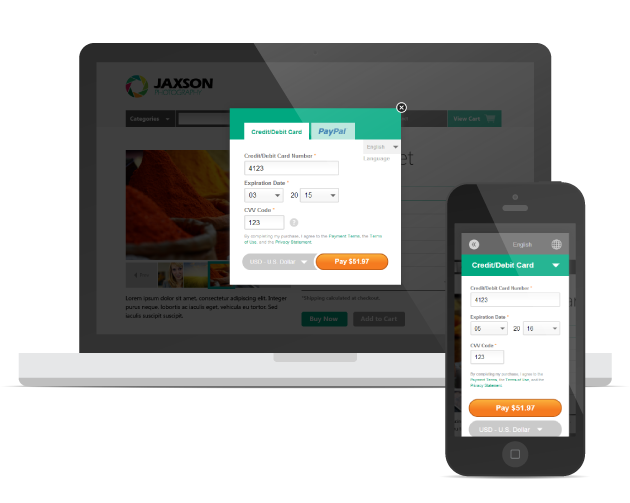 JAXSON
PHOTOGRAPHY
Categories
View Cart
Credit/Debit Card
PayPal
English
Language
Credit/Debit Card Number *
4123
Expiration Date *
03 20 15
CVV Code *
123
?
By completing my purchase, I agree to the Payment Terms, the Terms
of Use, and the Privacy Statement.
USD - U.S. Dollar
Pay $51.97
Lorem ipsum dolor sit amet, consectetur adipiscing elit. Integer
purus neque, lobortis ac iaculis eget, vehicula eu tortor. Sed
iaculis suscipit suscipit.
*Shipping calculated at checkout.
Buy Now
Add to Cart
English
Credit/Debit Card
Credit/Debit Card Number *
4123
Expiration Date *
05 20 16
CVV Code *
123
By completing my purchase, I agree to the
Payment Terms, the Terms of Use, and the
Privacy Statement.
Pay $51.97
USD - U.S. Dollar